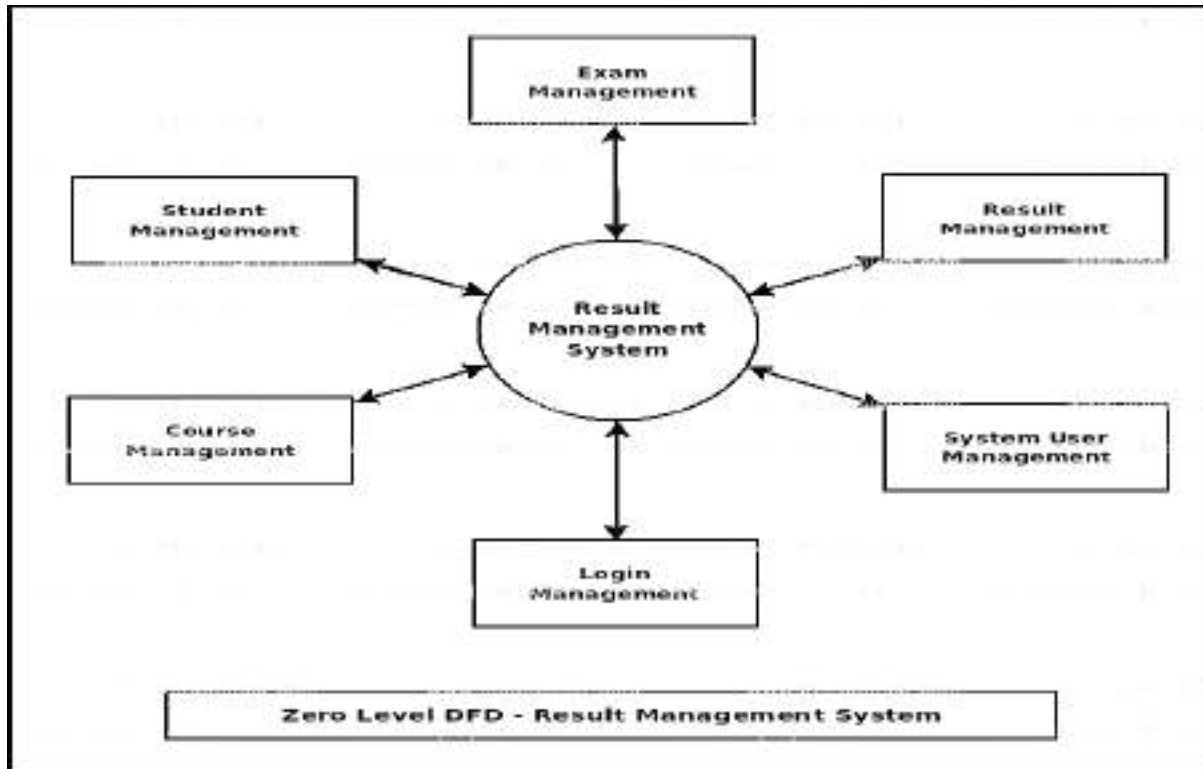 Exam
Management
Student
Management
Result
Management
Result
Management
System
Course
Management
System User
Management
Login
Management
Zero Level DFD - Result Management System